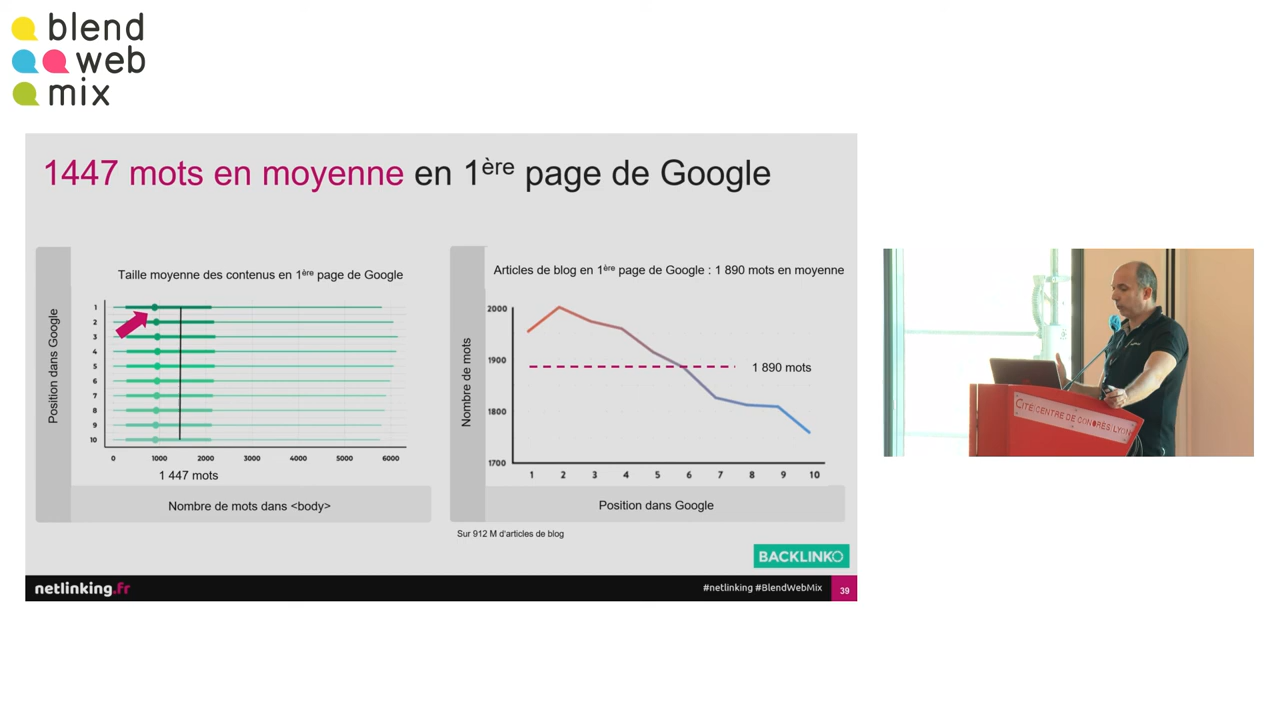 blend
web
mix
1447 mots en moyenne en 1ère page de Google
Taille moyenne des contenus en 1ère page de Google
Position dans Google
1
2
3
4
5
6
7
8
9
10
0 1000 2000 3000 4000 5000 6000
1 447 mots
Nombre de mots dans <body>
Articles de blog en 1ère page de Google : 1 890 mots en moyenne
Nombre de mots
2000
1900
1800
1700
1 890 mots
1 2 3 4 5 6 7 8 9 10
Position dans Google
Sur 912 M d'articles de blog
BACKLINKO
netlinking.fr
#netlinking #BlendWebMix
39
CITÉ/CENTRE DE CONGRÈS/LYON